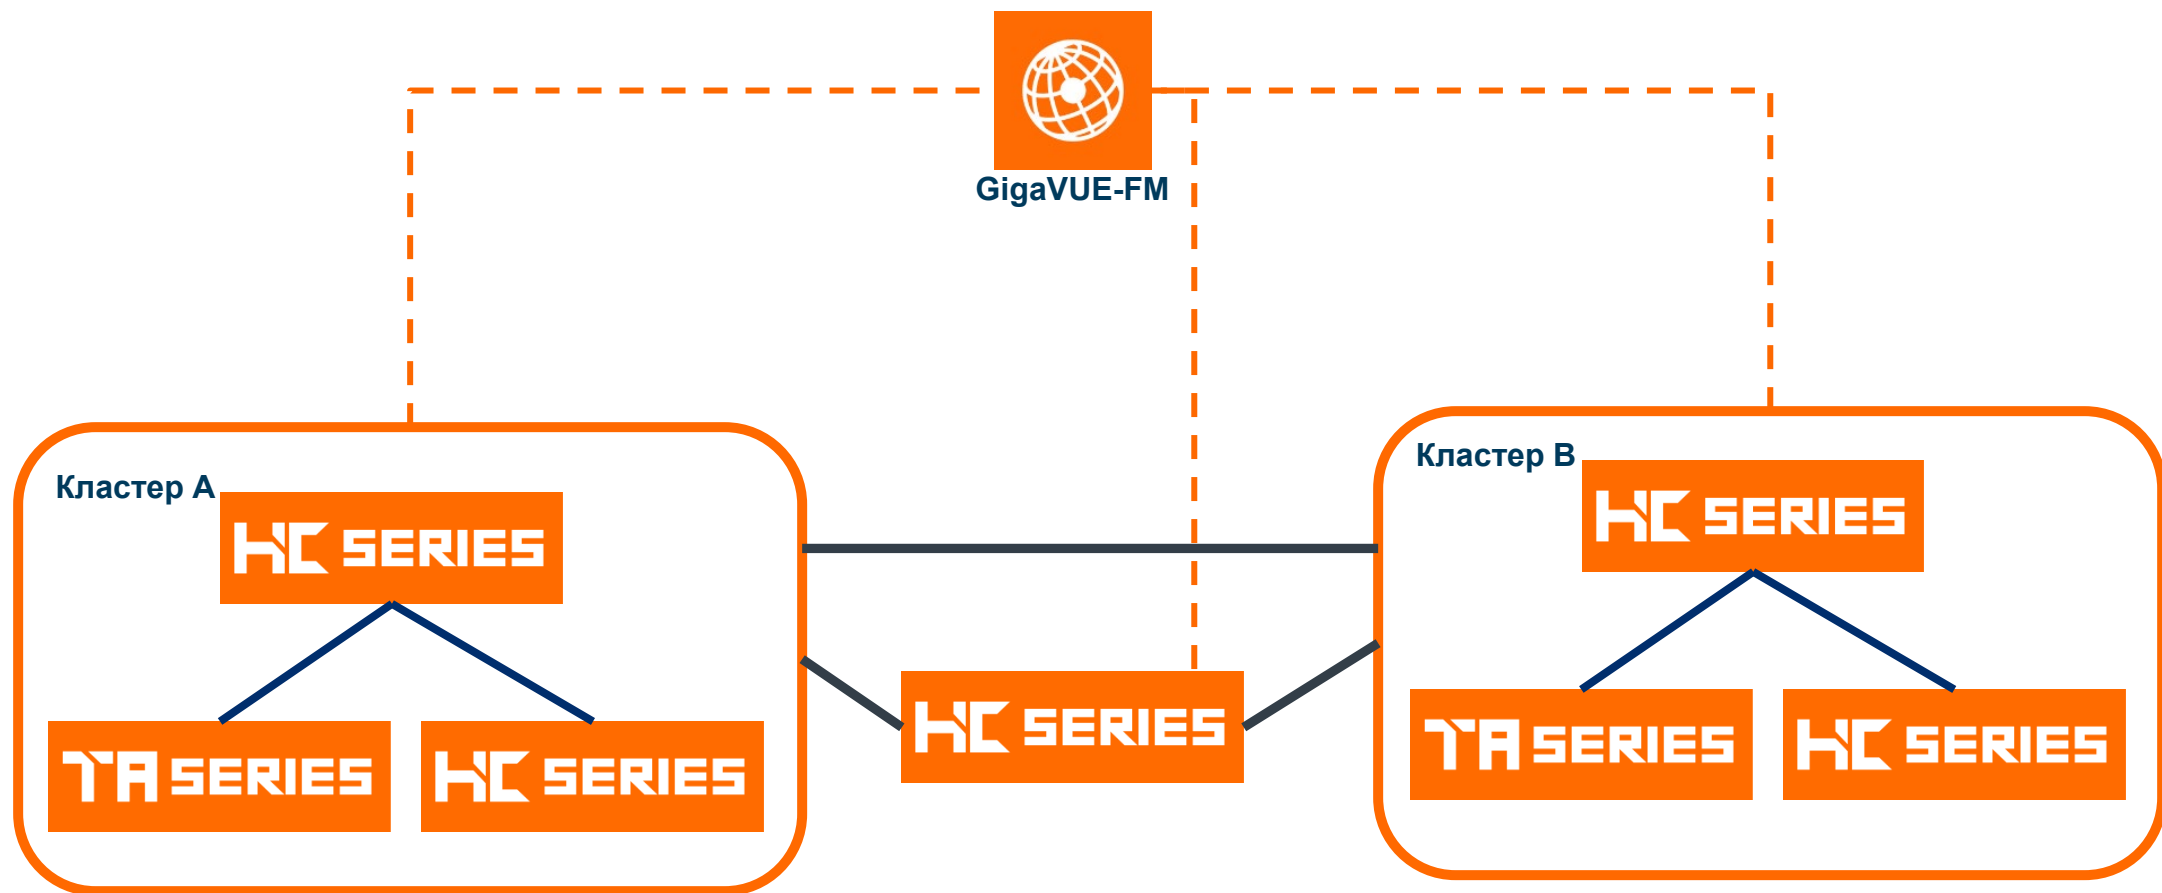 GigaVUE-FM
Кластер A
HC SERIES
TA SERIES
HC SERIES
HC SERIES
Кластер B
HC SERIES
TA SERIES
HC SERIES